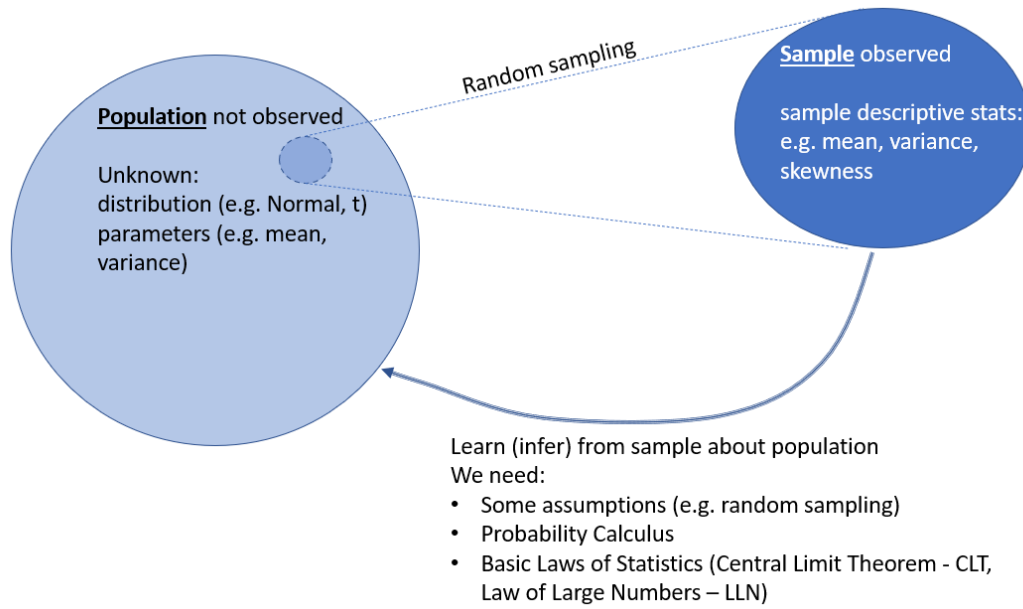 Random sampling
Population not observed
Unknown:
distribution (e.g. Normal, t)
parameters (e.g. mean,
variance)
Sample observed
sample descriptive stats:
e.g. mean, variance,
skewness
Learn (infer) from sample about population
We need:
• Some assumptions (e.g. random sampling)
• Probability Calculus
• Basic Laws of Statistics (Central Limit Theorem - CLT,
Law of Large Numbers – LLN)